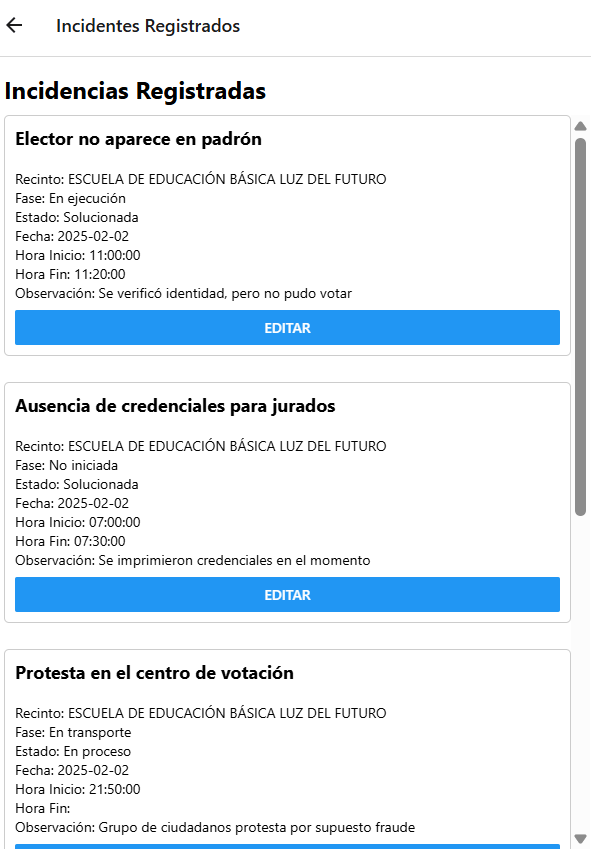 Incidentes Registrados
Incidencias Registradas
Elector no aparece en padrón
Recinto: ESCUELA DE EDUCACIÓN BÁSICA LUZ DEL FUTURO
Fase: En ejecución
Estado: Solucionada
Fecha: 2025-02-02
Hora Inicio: 11:00:00
Hora Fin: 11:20:00
Observación: Se verificó identidad, pero no pudo votar
EDITAR
Ausencia de credenciales para jurados
Recinto: ESCUELA DE EDUCACIÓN BÁSICA LUZ DEL FUTURO
Fase: No iniciada
Estado: Solucionada
Fecha: 2025-02-02
Hora Inicio: 07:00:00
Hora Fin: 07:30:00
Observación: Se imprimieron credenciales en el momento
EDITAR
Protesta en el centro de votación
Recinto: ESCUELA DE EDUCACIÓN BÁSICA LUZ DEL FUTURO
Fase: En transporte
Estado: En proceso
Fecha: 2025-02-02
Hora Inicio: 21:50:00
Hora Fin:
Observación: Grupo de ciudadanos protesta por supuesto fraude